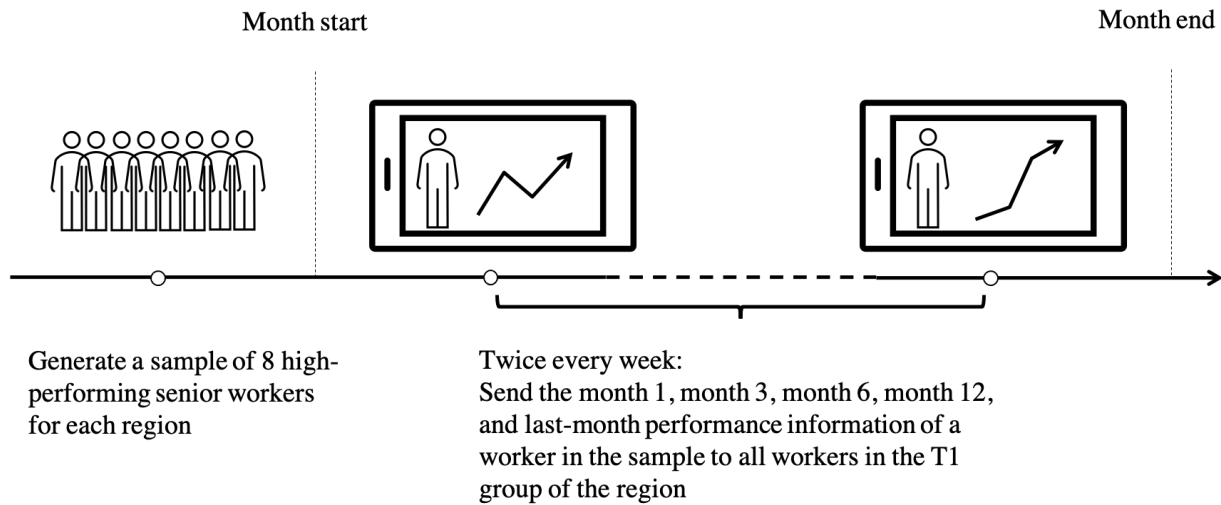 Month start
Month end
Generate a sample of 8 high-
performing senior workers
for each region
Twice every week:
Send the month 1, month 3, month 6, month 12,
and last-month performance information of a
worker in the sample to all workers in the T1
group of the region